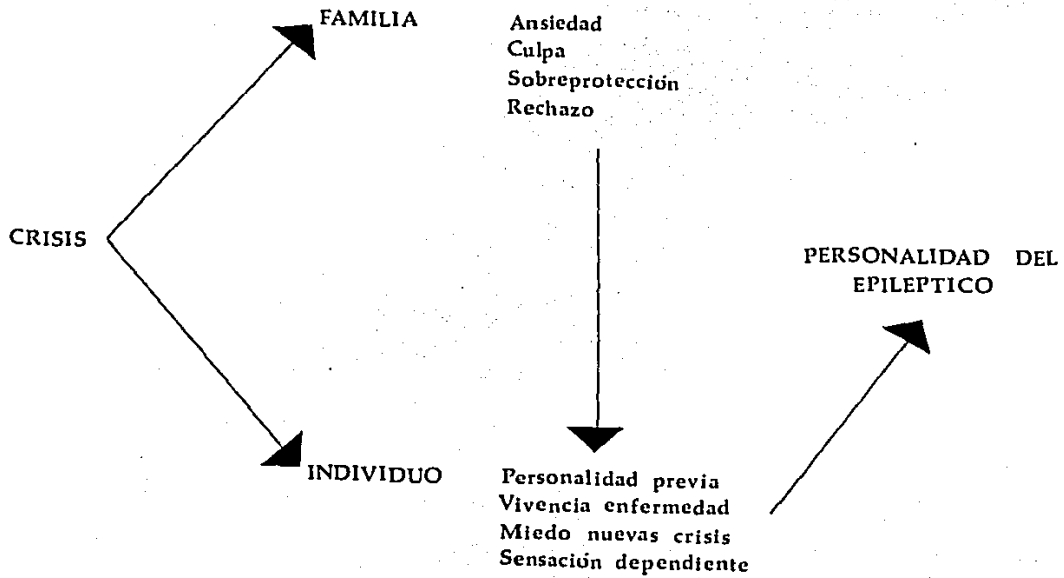 FAMILIA
Ansiedad
Culpa
Sobreprotección
Rechazo
CRISIS
PERSONALIDAD DEL
EPILEPTICO
INDIVIDUO
Personalidad previa
Vivencia enfermedad
Miedo nuevas crisis
Sensación dependiente